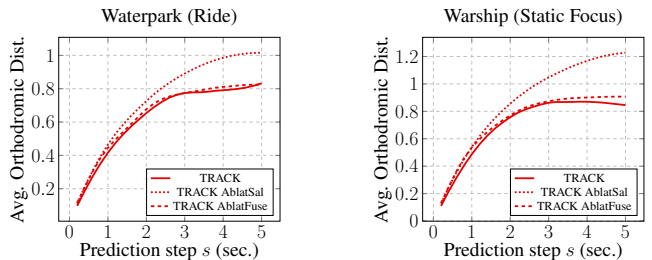 Waterpark (Ride)
Avg. Orthodromic Dist.
1
0.8
0.6
0.4
0.2
TRACK
TRACK AblatSal
TRACK AblatFuse
0 1 2 3 4 5
Prediction step s (sec.)
Warship (Static Focus)
Avg. Orthodromic Dist.
1.2
1
0.8
0.6
0.4
0.2
0
TRACK
TRACK AblatSal
TRACK AblatFuse
0 1 2 3 4 5
Prediction step s (sec.)